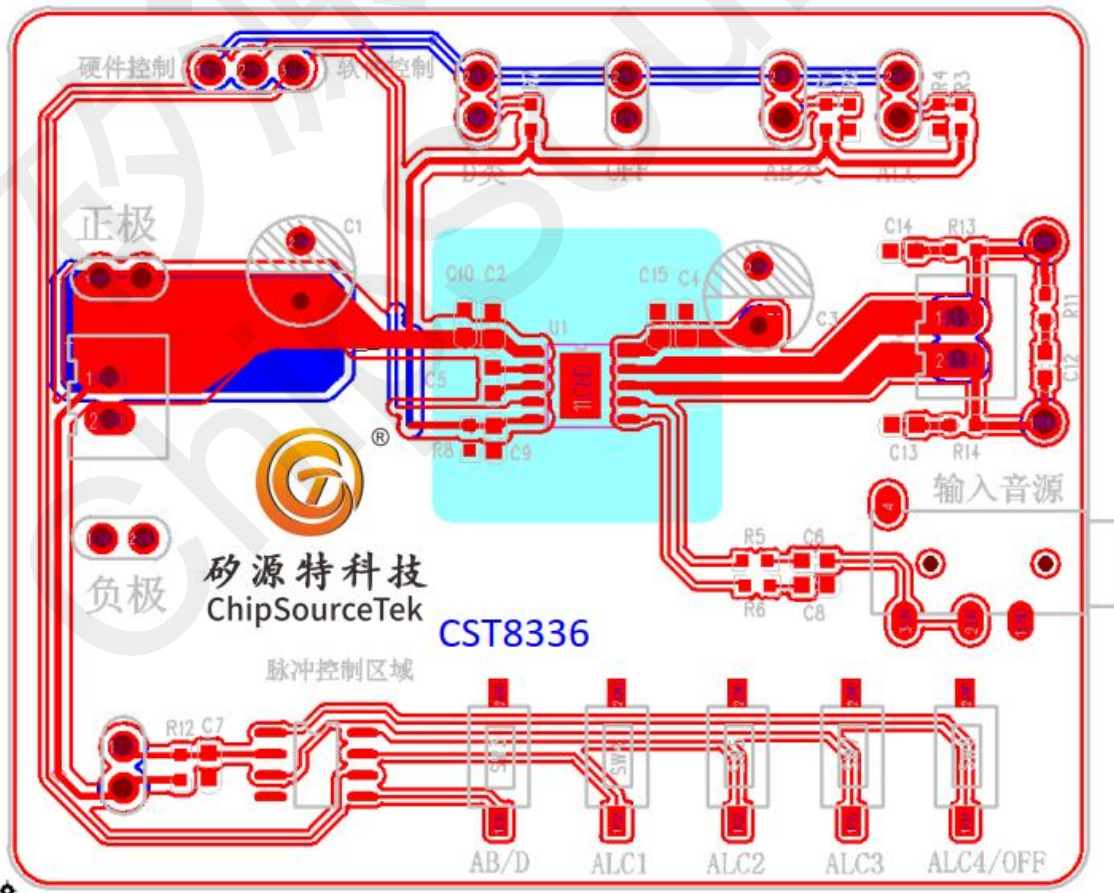 硬件控制
软件控制
D类
OFF
AB类
ALC
R4
R3
正极
C1
C10
C2
C15
C4
C14
R13
U1
C3
R11
C5
C12
R8
C9
®
C13
R14
输入音源
矽源特科技
ChipSourceTek
CST8336
负极
R5
C6
R6
C8
脉冲控制区域
R12
C7
AB/D
ALC1
ALC2
ALC3
ALC4/OFF